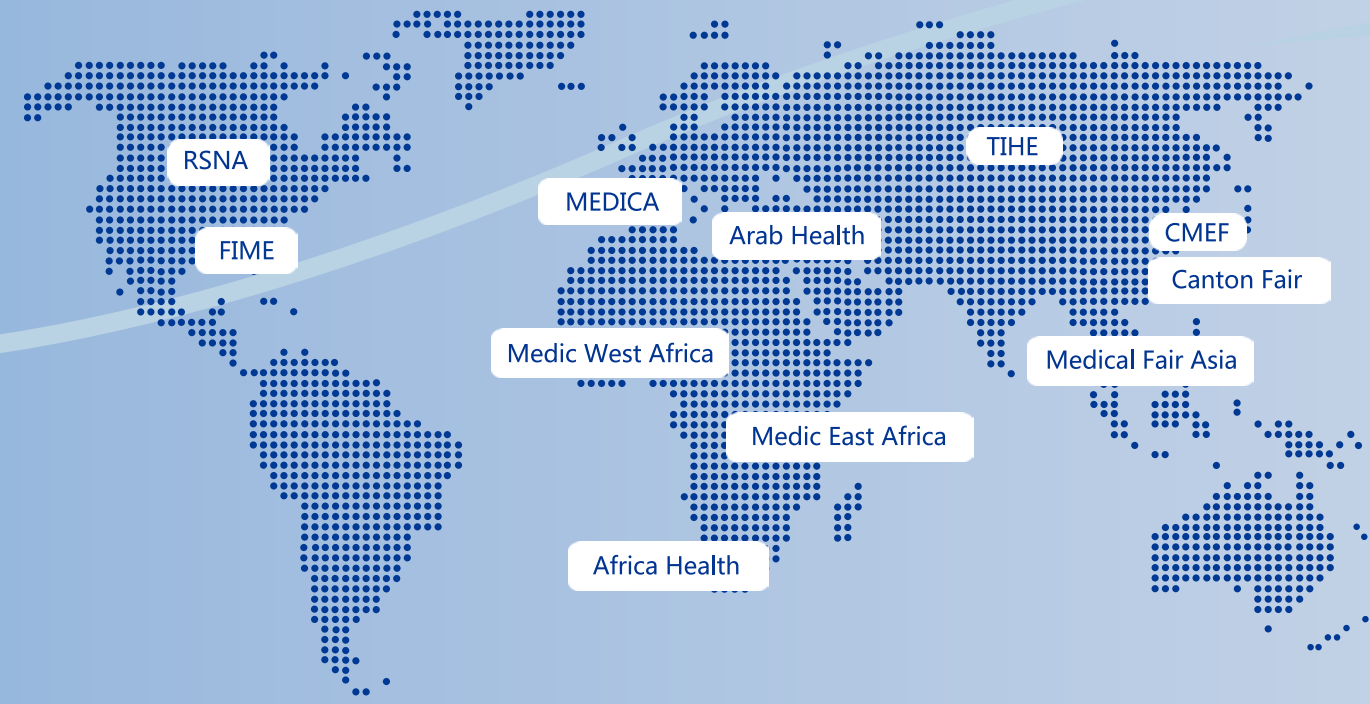 RSNA
TIHE
MEDICA
Arab Health
CMEF
FIME
Canton Fair
Medic West Africa
Medical Fair Asia
Medic East Africa
Africa Health